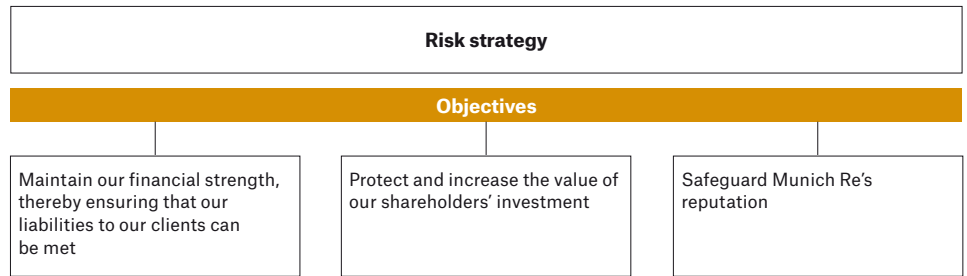 Risk strategy
Objectives
Maintain our financial strength,
thereby ensuring that our
liabilities to our clients can
be met
Protect and increase the value of
our shareholders’ investment
Safeguard Munich Re’s
reputation